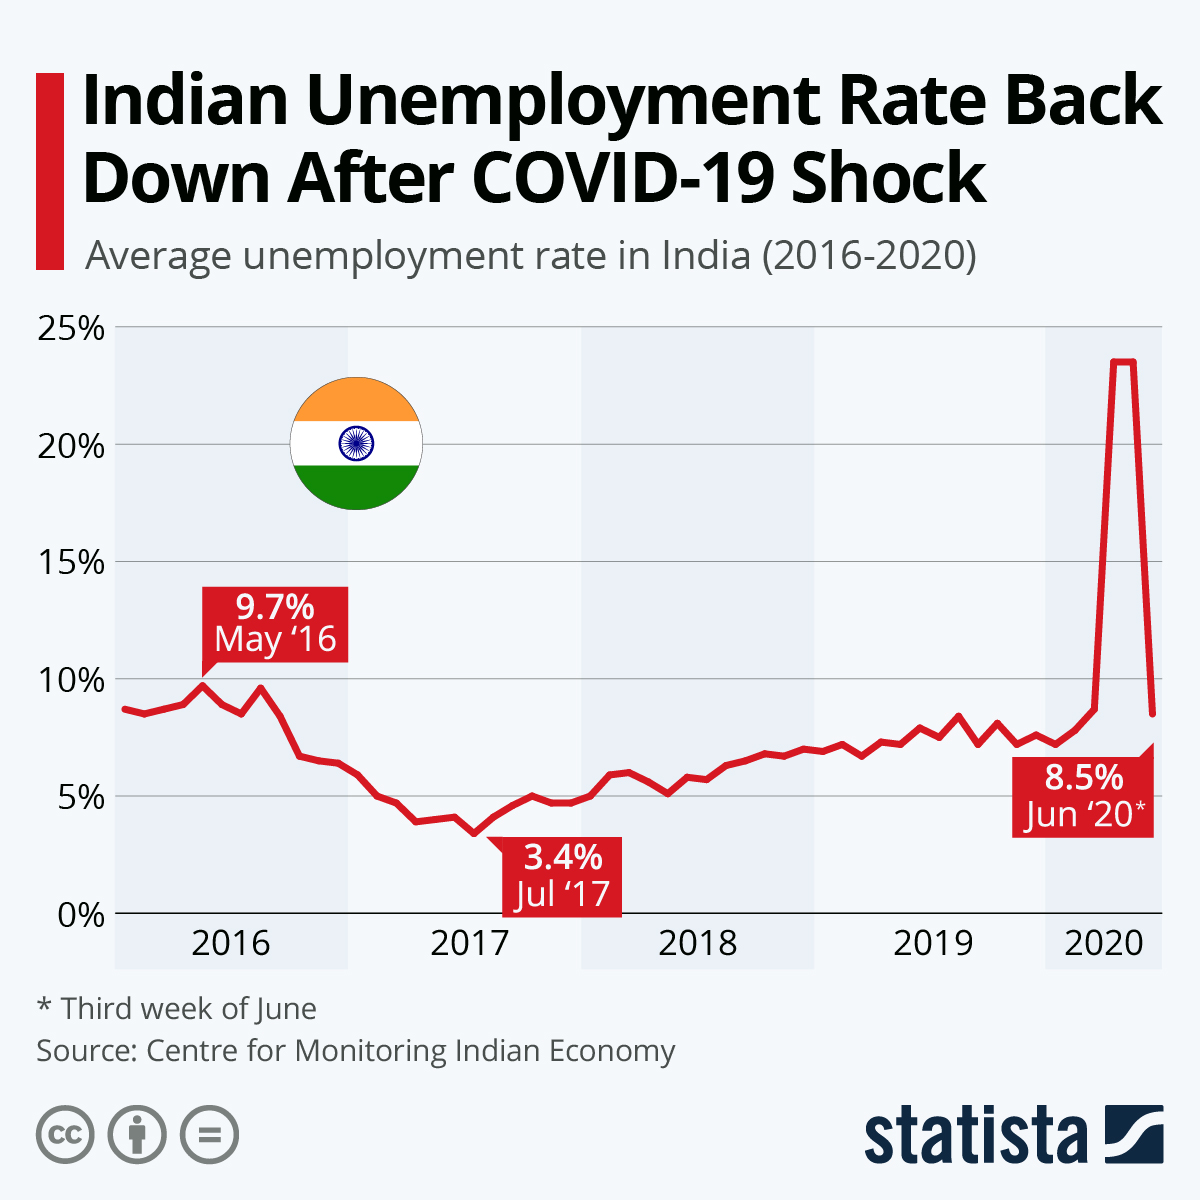 Indian Unemployment Rate Back
Down After COVID-19 Shock
Average unemployment rate in India (2016-2020)
25%
20%
15%
10%
5%
0%
9.7%
May ‘16
3.4%
Jul ‘17
8.5%
Jun ‘20*
2016
2017
2018
2019
2020
* Third week of June
Source: Centre for Monitoring Indian Economy
cc
statista